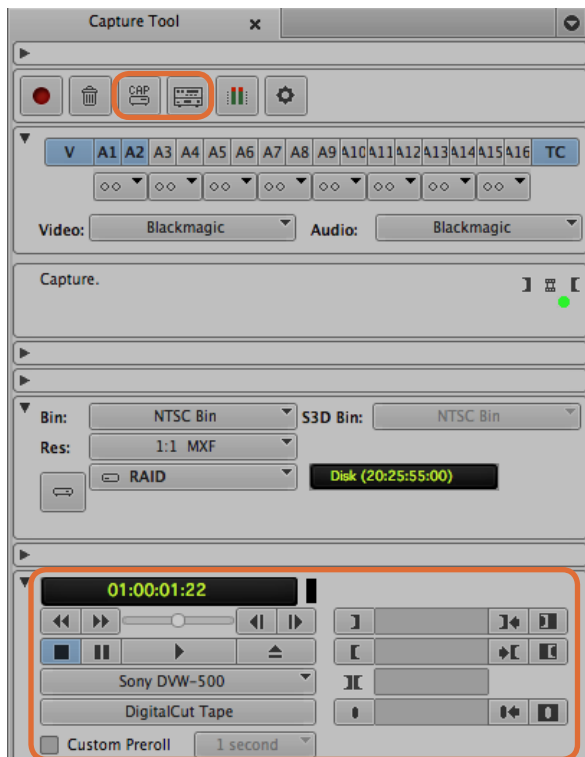 Capture Tool
CAP
V A1 A2 A3 A4 A5 A6 A7 A8 A9 A10 A11 A12 A13 A14 A15 A16 TC
Video: Blackmagic Audio: Blackmagic
Capture.
Bin: NTSC Bin S3D Bin: NTSC Bin
Res: 1:1 MXF
RAID Disk (20:25:55:00)
01:00:01:22
Sony DVW-500
DigitalCut Tape
Custom Preroll 1 second